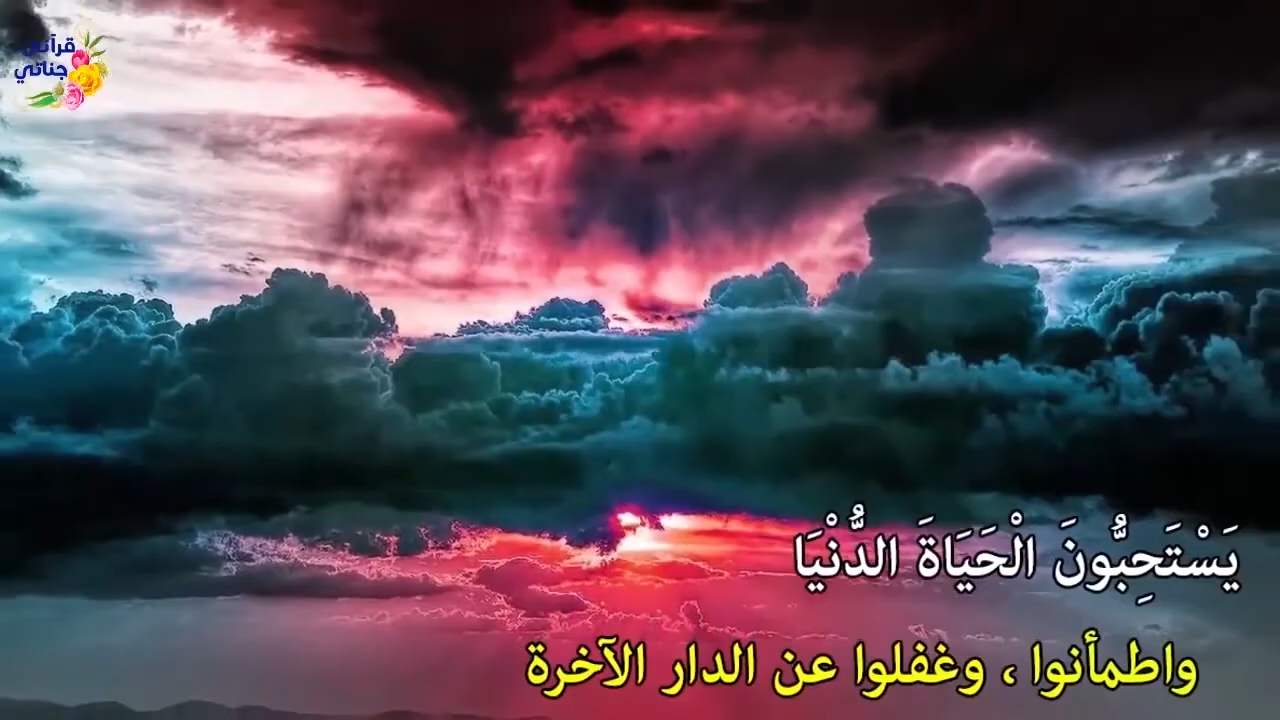 قرآني
جناتي
يَسْتَحِبُّونَ الْحَيَاةَ الدُّنْيَا
واطمأنوا ، وغفلوا عن الدار الآخرة